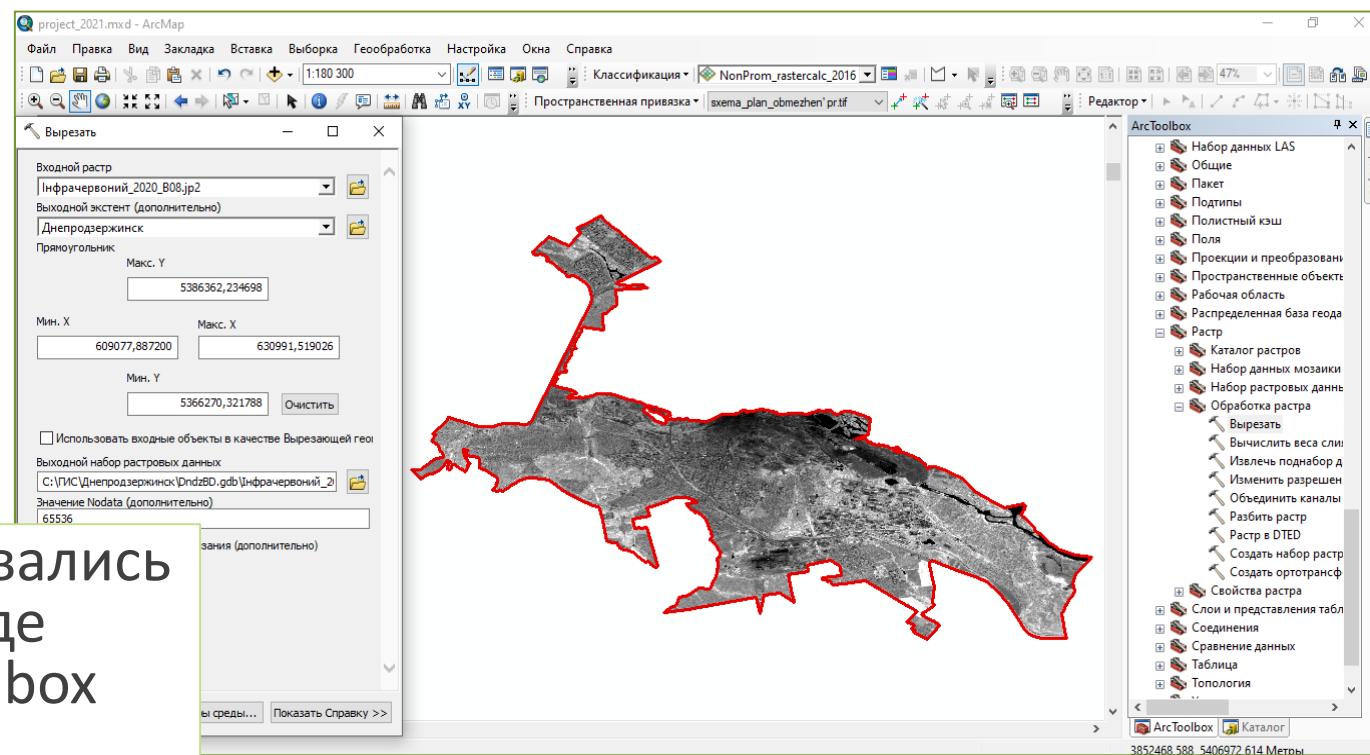 project_2021.mxd - ArcMap
Файл Правка Вид Закладка Вставка Выборка Геообработка Настройка Окна Справка
1:180 300
Классификация
NonProm_rastercalc_2016
47%
Пространственная привязка
sxema_plan_obmezhen'pr.tif
Редактор
Вырезать
Входной растр
Інфрачервоний_2020_B08.jp2
Выходной экстент (дополнительно)
Днепродзержинск
Прямоугольник
Макс. Y
5386362,234698
Мин. X
Макс. X
609077,887200
630991,519026
Мин. Y
5366270,321788
Очистить
Использовать входные объекты в качестве Вырезающей геог
Выходной набор растровых данных
C:\ГИС\Днепродзержинск\DndzBD.gdb\Інфрачервоний_20
Значение Nodata (дополнительно)
65536
зания (дополнительно)
ы среды...
Показать Справку >>
вались
де
box
ArcToolbox
Набор данных LAS
Общие
Пакет
Подтипы
Полистный кэш
Поля
Проекции и преобразовани
Пространственные объекть
Рабочая область
Распределенная база геода
Растр
Каталог растров
Набор данных мозаики
Набор растровых даннь
Обработка растра
Вырезать
Вычислить веса слия
Извлечь поднабор д
Изменить разрешен
Объединить каналы
Разбить растр
Растр в DTED
Создать набор растр
Создать ортотрансф
Свойства растра
Слои и представления табл
Соединения
Сравнение данных
Таблица
Топология
ArcToolbox
Каталог
3852468,588 5406972,614 Метры